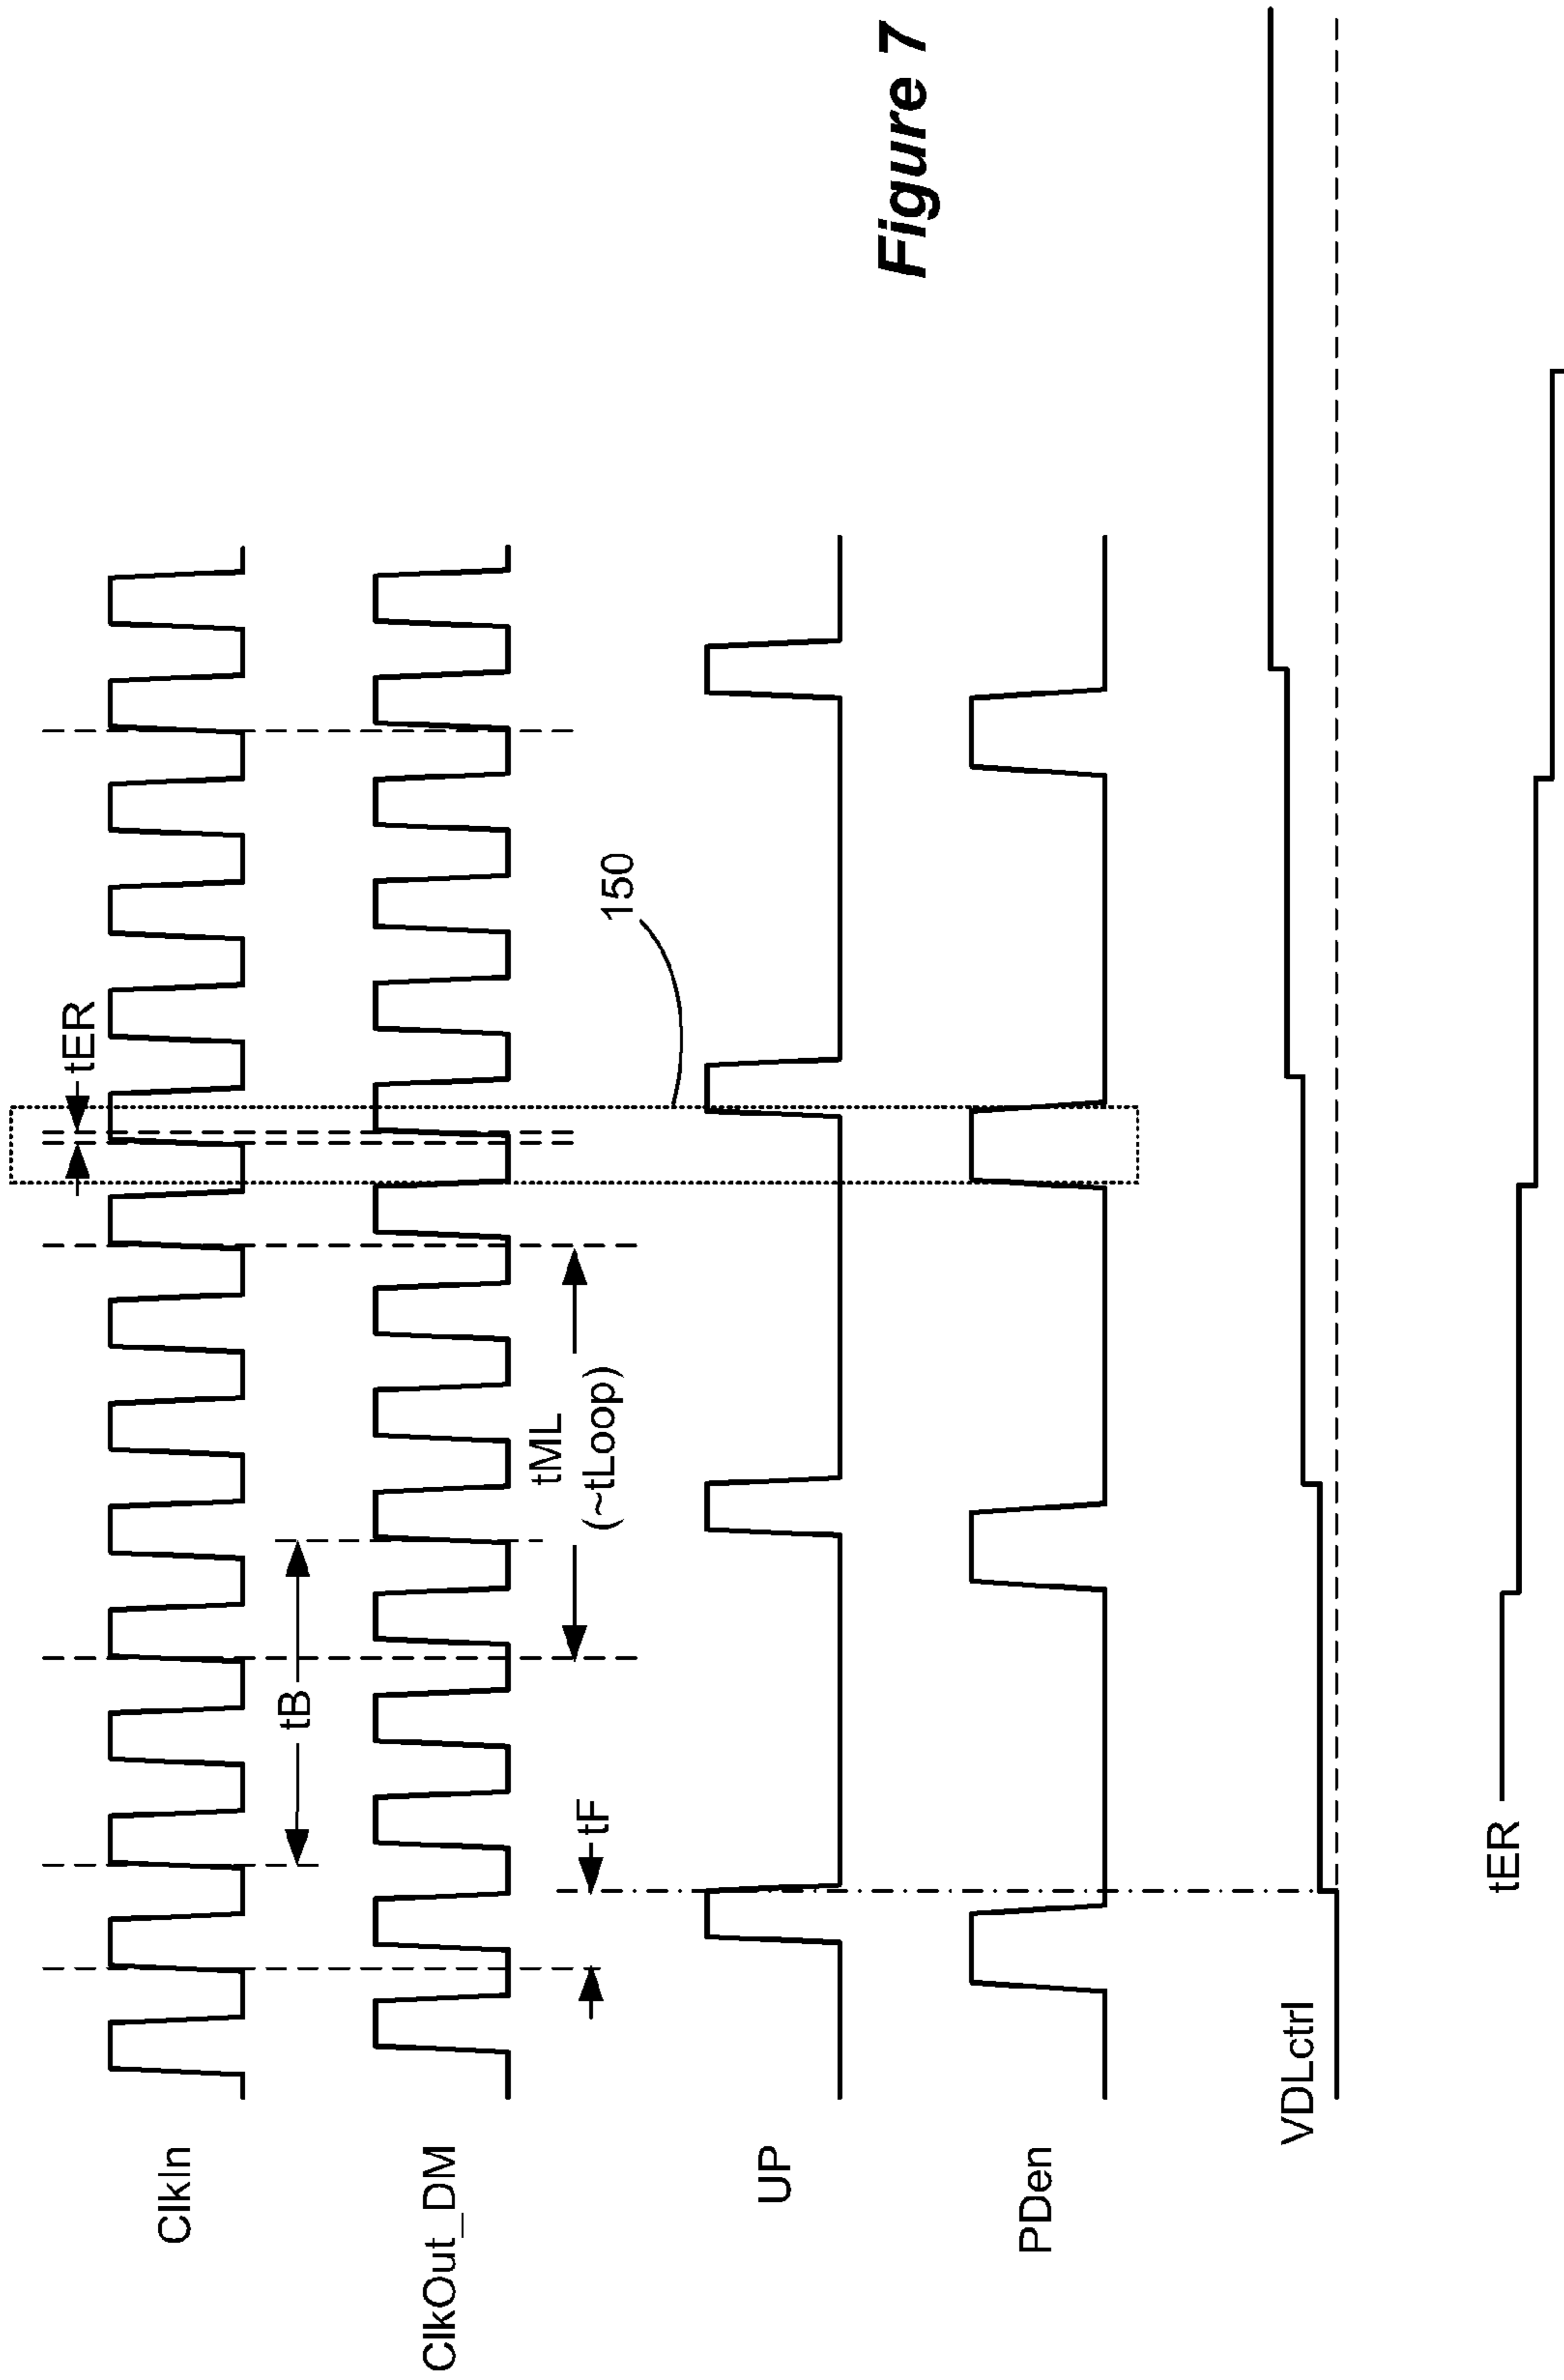 ClkIn
tER
tB
ClkOut_DM
tF
tML
(~tLoop)
150
UP
PDen
VDLctrl
tER
Figure 7